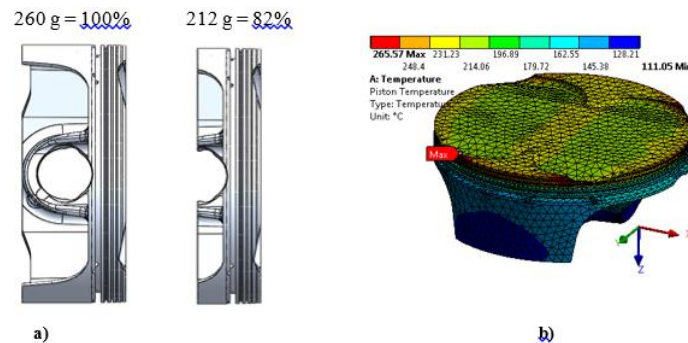 260 g = 100%
212 g = 82%
265.57 Max 231.23 196.89 162.55 128.21
248.4 214.06 179.72 145.38 111.05 Min
A: Temperature
Piston Temperature
Type: Temperatu
Unit: °C
Max
Z
a)
b)